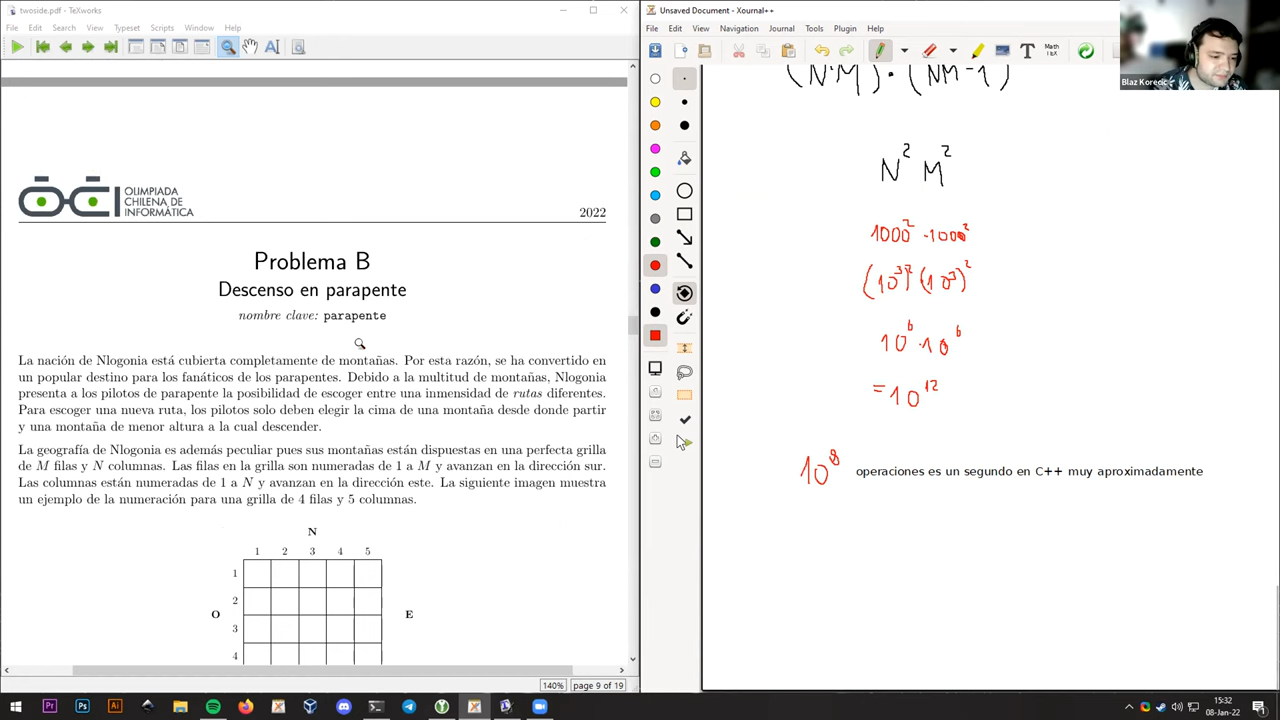 twoside.pdf - TeXworks
File Edit Search View Typeset Scripts Window Help
OLIMPIADA
CHILENA DE
INFORMÁTICA
2022
Problema B
Descenso en parapente
nombre clave: parapente
La nación de Nlogonia está cubierta completamente de montañas. Por esta razón, se ha convertido en
un popular destino para los fanáticos de los parapentes. Debido a la multitud de montañas, Nlogonia
presenta a los pilotos de parapente la posibilidad de escoger entre una inmensidad de rutas diferentes.
Para escoger una nueva ruta, los pilotos solo deben elegir la cima de una montaña desde donde partir
y una montaña de menor altura a la cual descender.
La geografía de Nlogonia es además peculiar pues sus montañas están dispuestas en una perfecta grilla
de M filas y N columnas. Las filas en la grilla son numeradas de 1 a M y avanzan en la dirección sur.
Las columnas están numeradas de 1 a N y avanzan en la dirección este. La siguiente imagen muestra
un ejemplo de la numeración para una grilla de 4 filas y 5 columnas.
N
1 2 3 4 5
1
2
O E
3
4
140% page 9 of 19
Unsaved Document - Xournal++
File Edit View Navigation Journal Tools Plugin Help
T Math TEX
Blaz Korecic
(N·M) · (NM-1)
N² M²
1000² · 1000²
(10³)² (10³)²
10⁶ · 10⁶
= 10¹²
10⁸ operaciones es un segundo en C++ muy aproximadamente
Pr Ps Ai
15:32
08-Jan-22